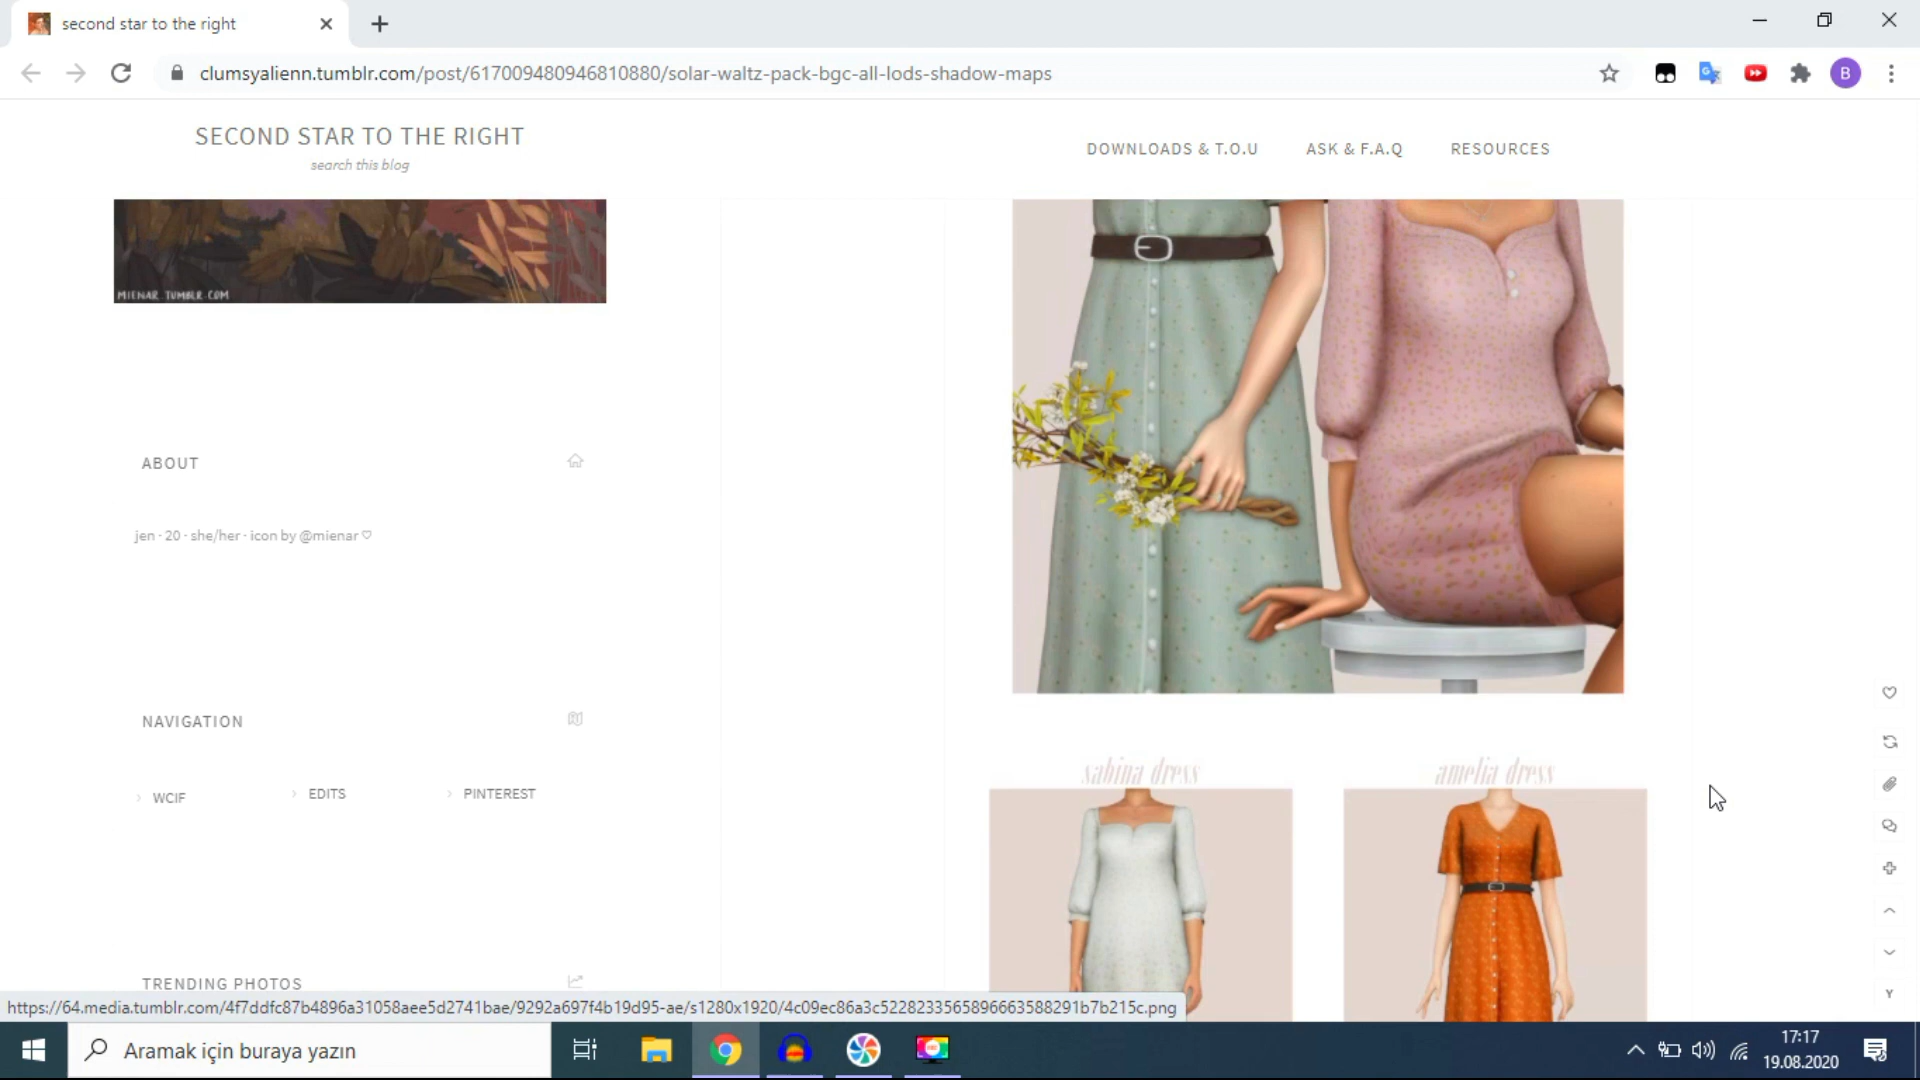 second star to the right
clumsyalienn.tumblr.com/post/617009480946810880/solar-waltz-pack-bgc-all-lods-shadow-maps
B
SECOND STAR TO THE RIGHT
search this blog
DOWNLOADS & T.O.U
ASK & F.A.Q
RESOURCES
MIENAR.TUMBLR.COM
ABOUT
jen · 20 · she/her · icon by @mienar ♡
NAVIGATION
WCIF
EDITS
PINTEREST
sabina dress
amelia dress
TRENDING PHOTOS
Y
https://64.media.tumblr.com/4f7ddfc87b4896a31058aee5d2741bae/9292a697f4b19d95-ae/s1280x1920/4c09ec86a3c5228233565896663588291b7b215c.png
Aramak için buraya yazın
17:17
19.08.2020